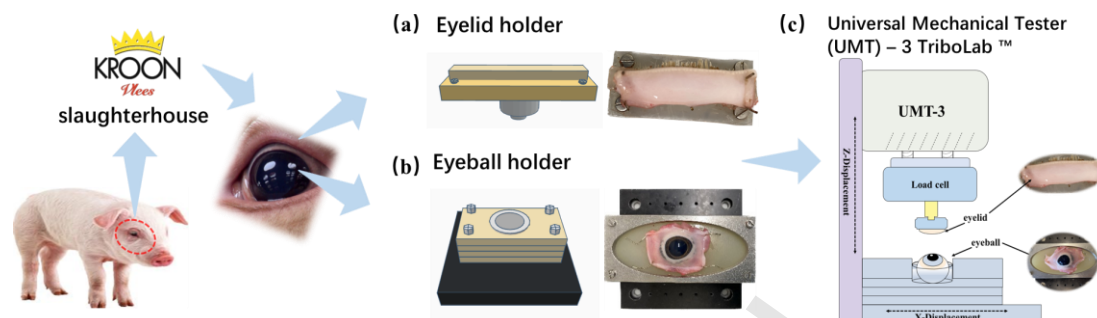 KROON
Vlees
slaughterhouse
(a) Eyelid holder
(b) Eyeball holder
(c) Universal Mechanical Tester
(UMT) – 3 TriboLab ™
UMT-3
Z-Displacement
Load cell
eyelid
eyeball
X-Displacement